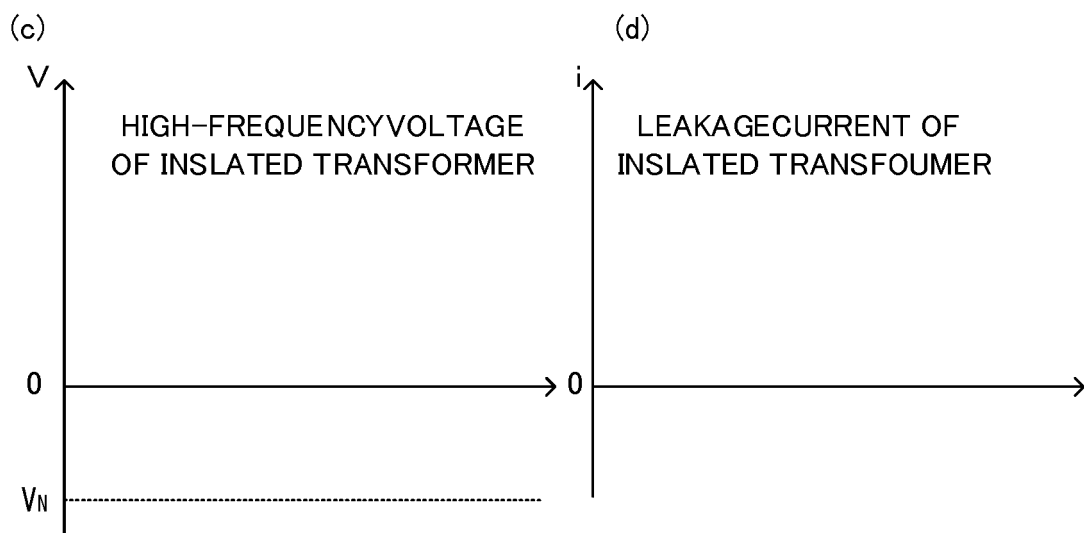 (c)
V
HIGH-FREQUENCYVOLTAGE
OF INSLATED TRANSFORMER
0
VN
(d)
i
LEAKAGECURRENT OF
INSLATED TRANSFOUMER
0